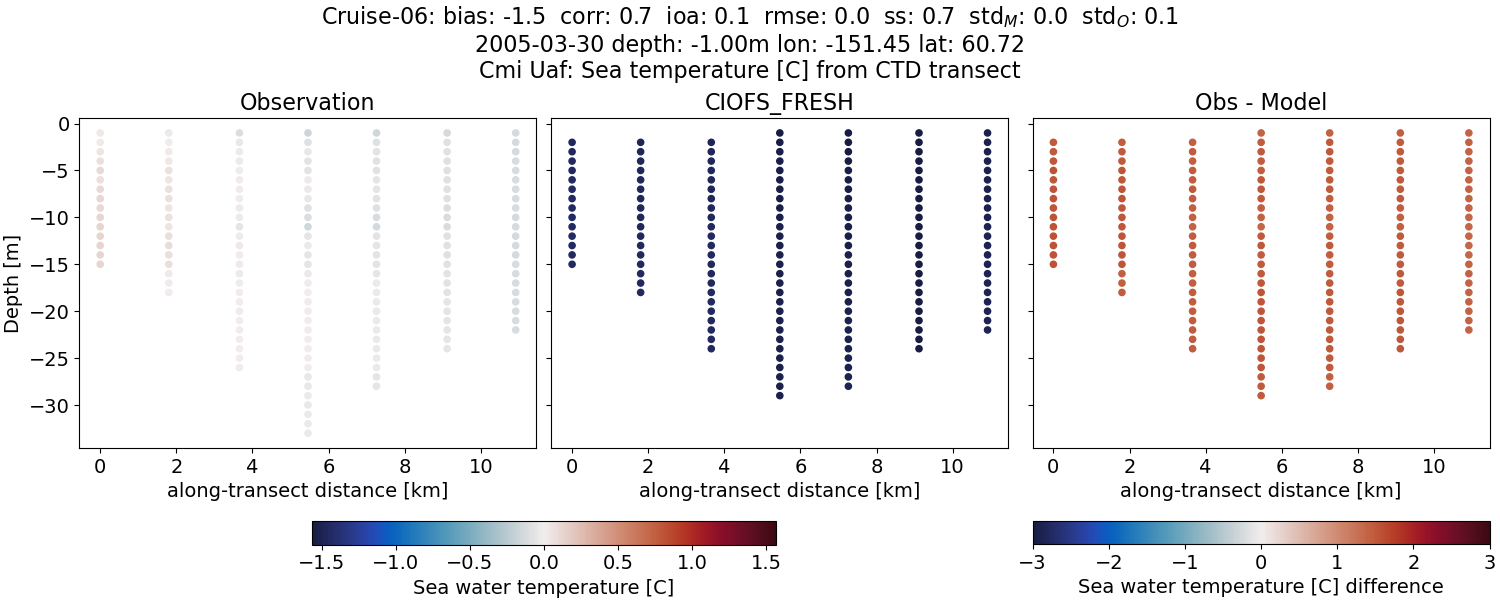 Cruise-06: bias: -1.5  corr: 0.7  ioa: 0.1  rmse: 0.0  ss: 0.7  std_M: 0.0  std_O: 0.1
2005-03-30 depth: -1.00m lon: -151.45 lat: 60.72
Cmi Uaf: Sea temperature [C] from CTD transect
Observation
CIOFS_FRESH
Obs - Model
0
−5
−10
−15
−20
−25
−30
Depth [m]
0 2 4 6 8 10
0 2 4 6 8 10
0 2 4 6 8 10
along-transect distance [km]
along-transect distance [km]
along-transect distance [km]
−1.5 −1.0 −0.5 0.0 0.5 1.0 1.5
Sea water temperature [C]
−3 −2 −1 0 1 2 3
Sea water temperature [C] difference